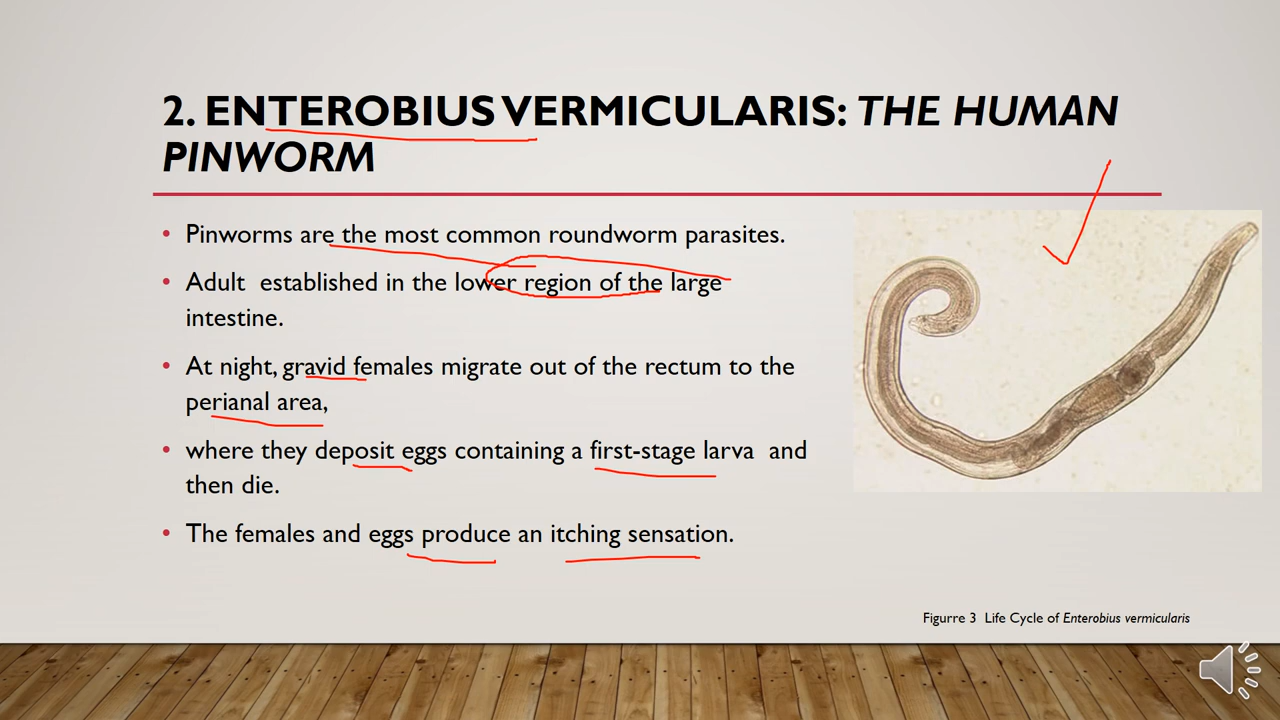 2. ENTEROBIUS VERMICULARIS: THE HUMAN
PINWORM
• Pinworms are the most common roundworm parasites.
• Adult  established in the lower region of the large
intestine.
• At night, gravid females migrate out of the rectum to the
perianal area,
• where they deposit eggs containing a first-stage larva  and
then die.
• The females and eggs produce an itching sensation.
Figurre 3  Life Cycle of Enterobius vermicularis